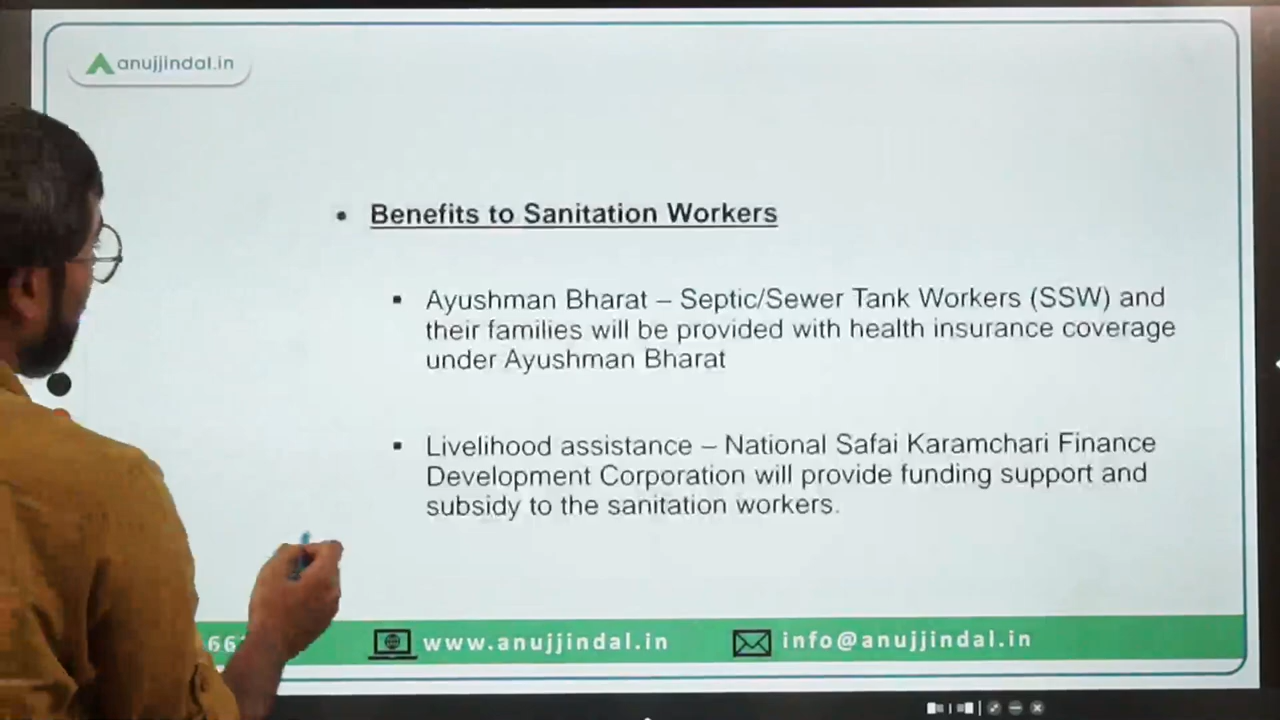 anujjindal.in
Benefits to Sanitation Workers
Ayushman Bharat – Septic/Sewer Tank Workers (SSW) and
their families will be provided with health insurance coverage
under Ayushman Bharat
Livelihood assistance – National Safai Karamchari Finance
Development Corporation will provide funding support and
subsidy to the sanitation workers.
www.anujjindal.in
info@anujjindal.in